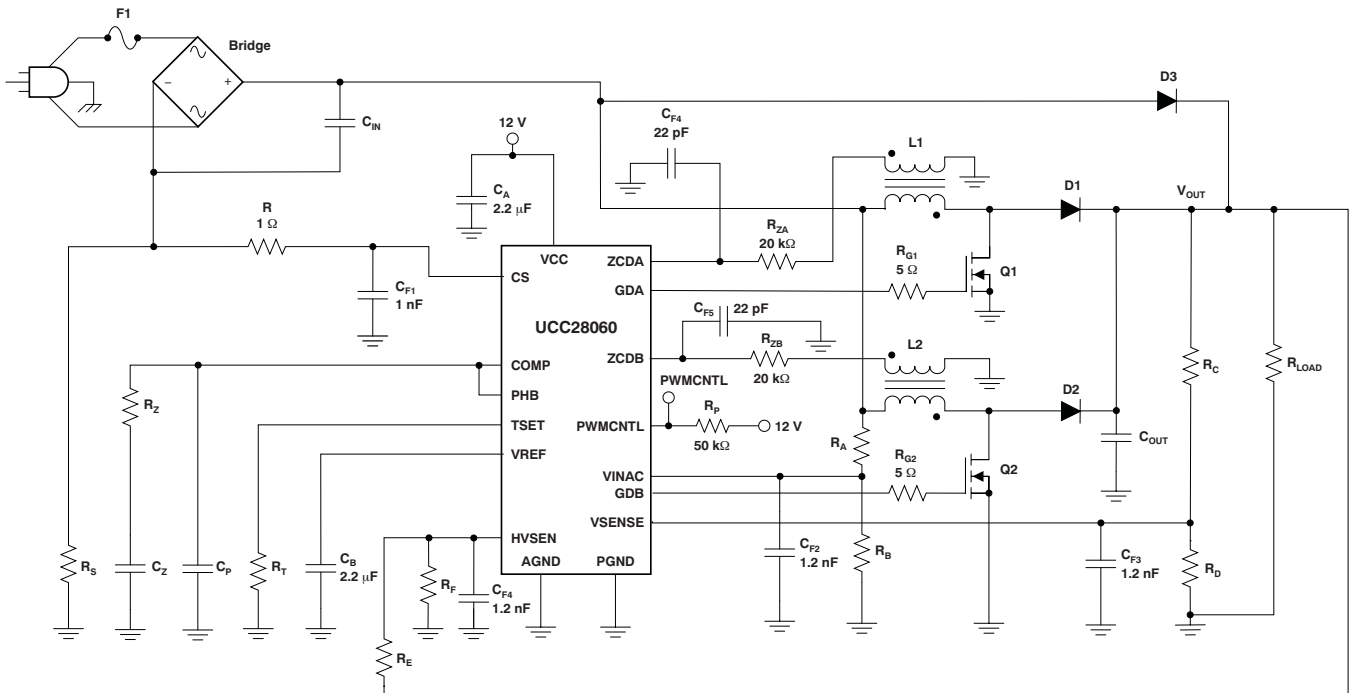 F1
Bridge
–
+
C_IN
D3
C_F4
22 pF
12 V
L1
C_A
2.2 μF
D1
V_OUT
R
1 Ω
R_ZA
20 kΩ
VCC
ZCDA
CS
R_G1
5 Ω
Q1
GDA
C_F1
1 nF
C_F5
22 pF
UCC28060
R_ZB
20 kΩ
L2
ZCDB
R_C
R_LOAD
COMP
PWMCNTL
PHB
D2
R_Z
R_P
50 kΩ
12 V
TSET
PWMCNTL
R_A
C_OUT
VREF
R_G2
5 Ω
Q2
VINAC
GDB
VSENSE
HVSEN
C_F2
1.2 nF
R_B
C_F3
1.2 nF
R_D
R_S
C_Z
C_P
R_T
C_B
2.2 μF
R_F
C_F4
1.2 nF
AGND
PGND
R_E